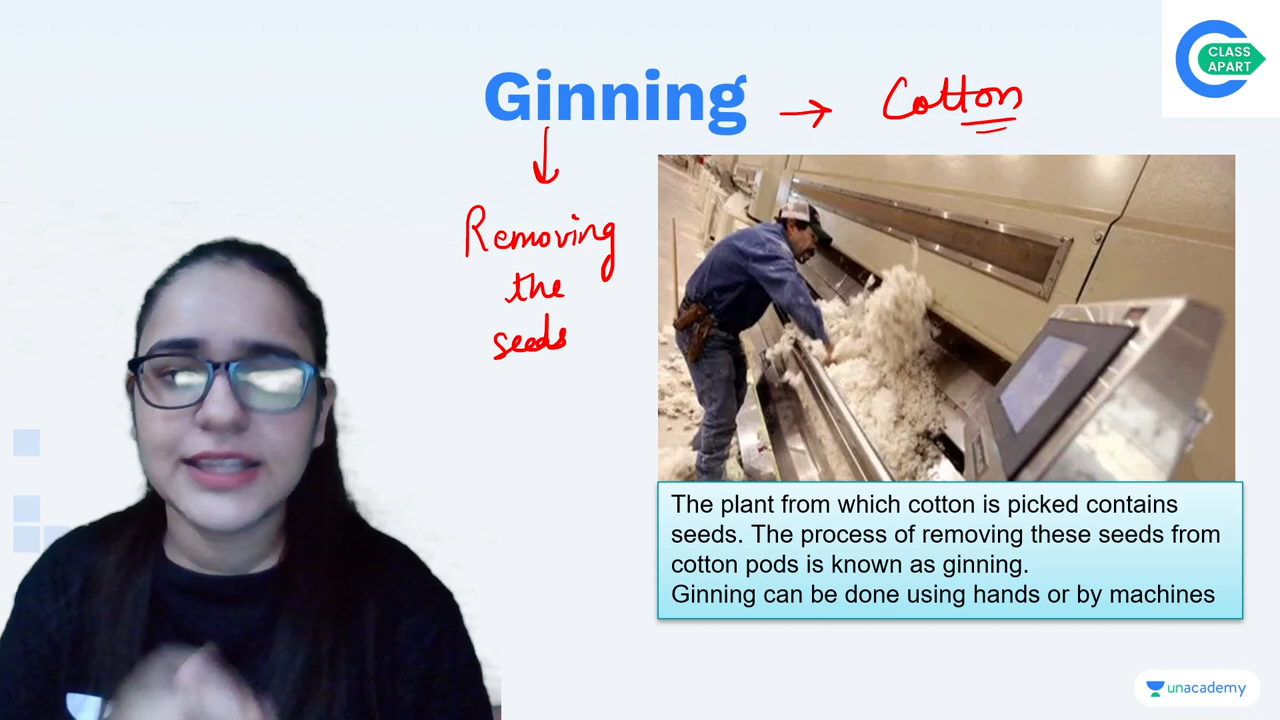 CLASS
APART
Ginning → Cotton
Removing
the
seeds
The plant from which cotton is picked contains
seeds. The process of removing these seeds from
cotton pods is known as ginning.
Ginning can be done using hands or by machines
unacademy